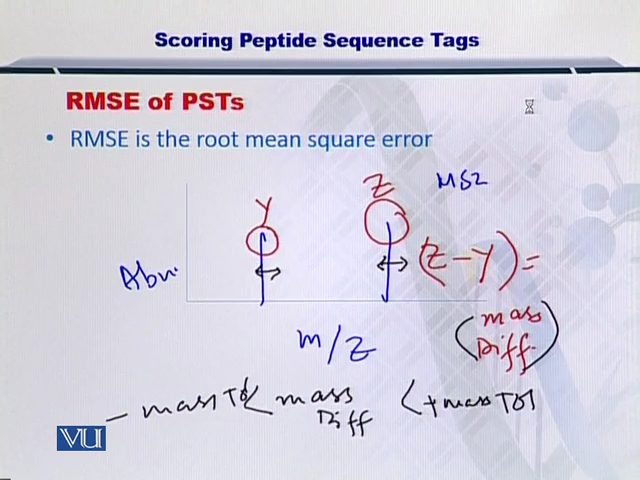 Scoring Peptide Sequence Tags
RMSE of PSTs
• RMSE is the root mean square error
Y Z MS2
Abn.
(Z-Y)=
(mass
Diff.)
m/z
- mass Tol < mass Diff < + mass Tol
VU